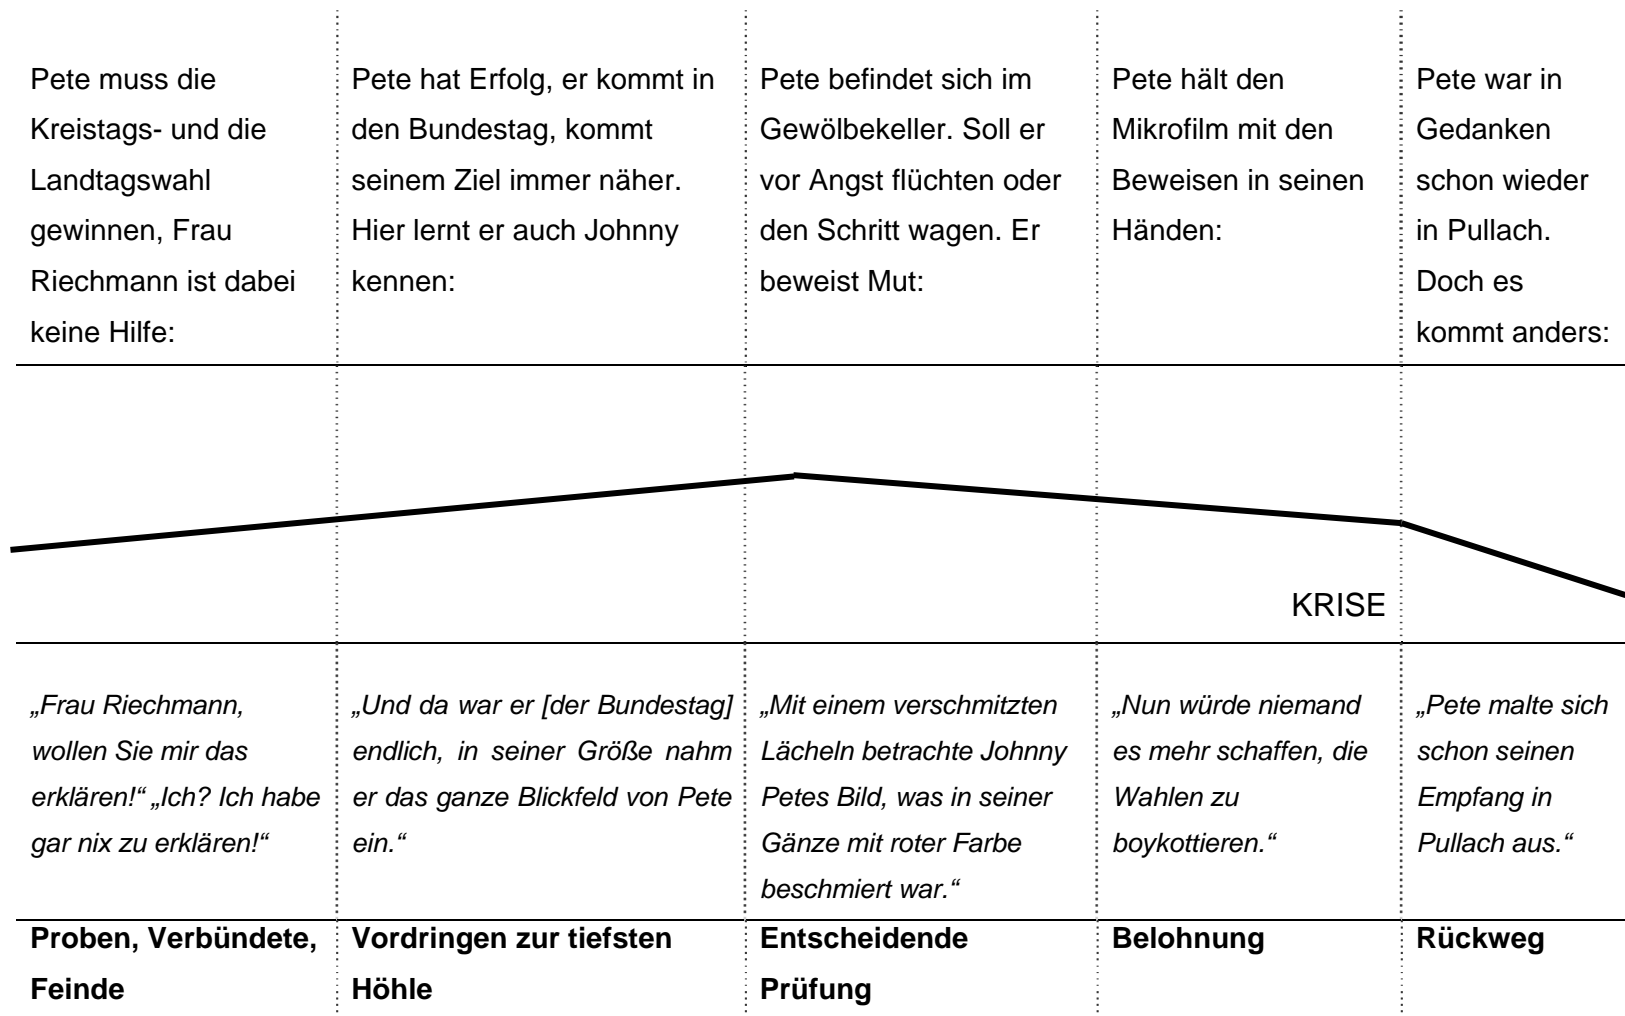 Pete muss die
Kreistags- und die
Landtagswahl
gewinnen, Frau
Riechmann ist dabei
keine Hilfe:
Pete hat Erfolg, er kommt in
den Bundestag, kommt
seinem Ziel immer näher.
Hier lernt er auch Johnny
kennen:
Pete befindet sich im
Gewölbekeller. Soll er
vor Angst flüchten oder
den Schritt wagen. Er
beweist Mut:
Pete hält den
Mikrofilm mit den
Beweisen in seinen
Händen:
Pete war in
Gedanken
schon wieder
in Pullach.
Doch es
kommt anders:
KRISE
„Frau Riechmann,
wollen Sie mir das
erklären!“ „Ich? Ich habe
gar nix zu erklären!“
„Und da war er [der Bundestag]
endlich, in seiner Größe nahm
er das ganze Blickfeld von Pete
ein.“
„Mit einem verschmitzten
Lächeln betrachte Johnny
Petes Bild, was in seiner
Gänze mit roter Farbe
beschmiert war.“
„Nun würde niemand
es mehr schaffen, die
Wahlen zu
boykottieren.“
„Pete malte sich
schon seinen
Empfang in
Pullach aus.“
Proben, Verbündete,
Feinde
Vordringen zur tiefsten
Höhle
Entscheidende
Prüfung
Belohnung
Rückweg